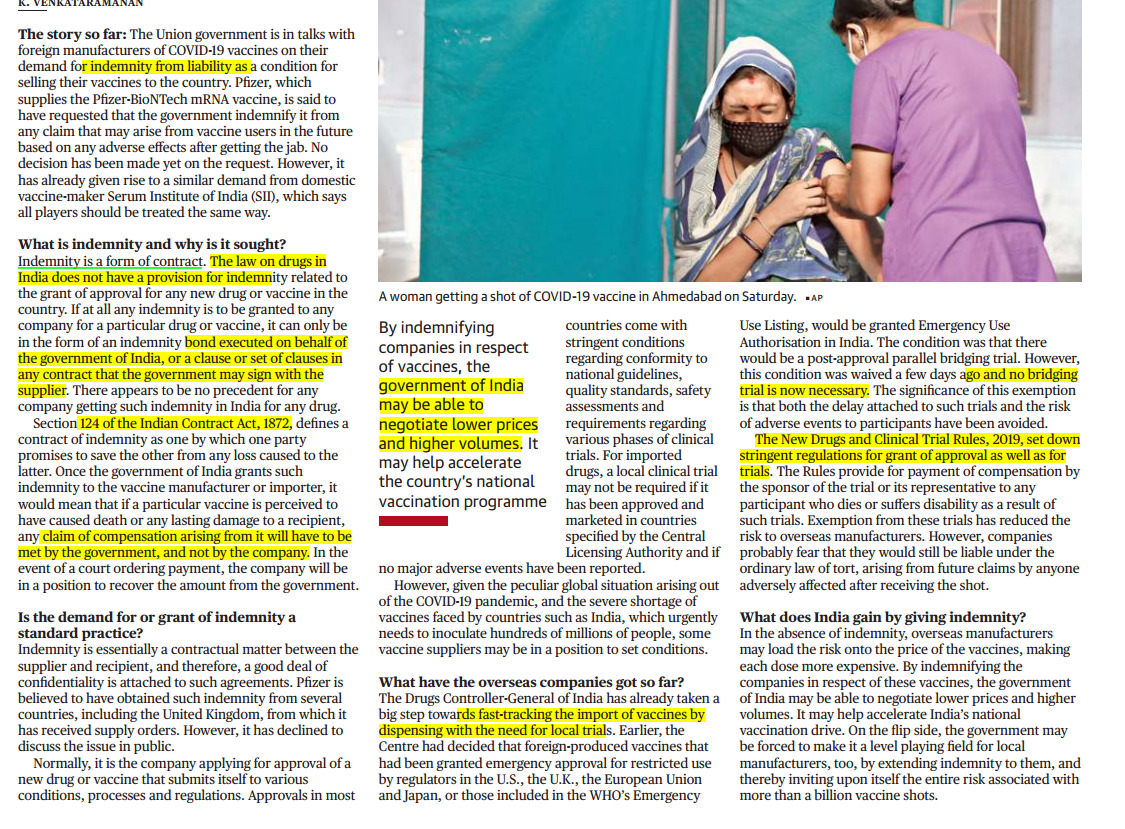 K. VENKATARAMANAN
The story so far: The Union government is in talks with
foreign manufacturers of COVID-19 vaccines on their
demand for indemnity from liability as a condition for
selling their vaccines to the country. Pfizer, which
supplies the Pfizer-BioNTech mRNA vaccine, is said to
have requested that the government indemnify it from
any claim that may arise from vaccine users in the future
based on any adverse effects after getting the jab. No
decision has been made yet on the request. However, it
has already given rise to a similar demand from domestic
vaccine-maker Serum Institute of India (SII), which says
all players should be treated the same way.
What is indemnity and why is it sought?
Indemnity is a form of contract. The law on drugs in
India does not have a provision for indemnity related to
the grant of approval for any new drug or vaccine in the
country. If at all any indemnity is to be granted to any
company for a particular drug or vaccine, it can only be
in the form of an indemnity bond executed on behalf of
the government of India, or a clause or set of clauses in
any contract that the government may sign with the
supplier. There appears to be no precedent for any
company getting such indemnity in India for any drug.
Section 124 of the Indian Contract Act, 1872, defines a
contract of indemnity as one by which one party
promises to save the other from any loss caused to the
latter. Once the government of India grants such
indemnity to the vaccine manufacturer or importer, it
would mean that if a particular vaccine is perceived to
have caused death or any lasting damage to a recipient,
any claim of compensation arising from it will have to be
met by the government, and not by the company. In the
event of a court ordering payment, the company will be
in a position to recover the amount from the government.
Is the demand for or grant of indemnity a
standard practice?
Indemnity is essentially a contractual matter between the
supplier and recipient, and therefore, a good deal of
confidentiality is attached to such agreements. Pfizer is
believed to have obtained such indemnity from several
countries, including the United Kingdom, from which it
has received supply orders. However, it has declined to
discuss the issue in public.
Normally, it is the company applying for approval of a
new drug or vaccine that submits itself to various
conditions, processes and regulations. Approvals in most
A woman getting a shot of COVID-19 vaccine in Ahmedabad on Saturday. ▪AP
By indemnifying
companies in respect
of vaccines, the
government of India
may be able to
negotiate lower prices
and higher volumes. It
may help accelerate
the country's national
vaccination programme
countries come with
stringent conditions
regarding conformity to
national guidelines,
quality standards, safety
assessments and
requirements regarding
various phases of clinical
trials. For imported
drugs, a local clinical trial
may not be required if it
has been approved and
marketed in countries
specified by the Central
Licensing Authority and if
no major adverse events have been reported.
However, given the peculiar global situation arising out
of the COVID-19 pandemic, and the severe shortage of
vaccines faced by countries such as India, which urgently
needs to inoculate hundreds of millions of people, some
vaccine suppliers may be in a position to set conditions.
What have the overseas companies got so far?
The Drugs Controller-General of India has already taken a
big step towards fast-tracking the import of vaccines by
dispensing with the need for local trials. Earlier, the
Centre had decided that foreign-produced vaccines that
had been granted emergency approval for restricted use
by regulators in the U.S., the U.K., the European Union
and Japan, or those included in the WHO's Emergency
Use Listing, would be granted Emergency Use
Authorisation in India. The condition was that there
would be a post-approval parallel bridging trial. However,
this condition was waived a few days ago and no bridging
trial is now necessary. The significance of this exemption
is that both the delay attached to such trials and the risk
of adverse events to participants have been avoided.
The New Drugs and Clinical Trial Rules, 2019, set down
stringent regulations for grant of approval as well as for
trials. The Rules provide for payment of compensation by
the sponsor of the trial or its representative to any
participant who dies or suffers disability as a result of
such trials. Exemption from these trials has reduced the
risk to overseas manufacturers. However, companies
probably fear that they would still be liable under the
ordinary law of tort, arising from future claims by anyone
adversely affected after receiving the shot.
What does India gain by giving indemnity?
In the absence of indemnity, overseas manufacturers
may load the risk onto the price of the vaccines, making
each dose more expensive. By indemnifying the
companies in respect of these vaccines, the government
of India may be able to negotiate lower prices and higher
volumes. It may help accelerate India's national
vaccination drive. On the flip side, the government may
be forced to make it a level playing field for local
manufacturers, too, by extending indemnity to them, and
thereby inviting upon itself the entire risk associated with
more than a billion vaccine shots.